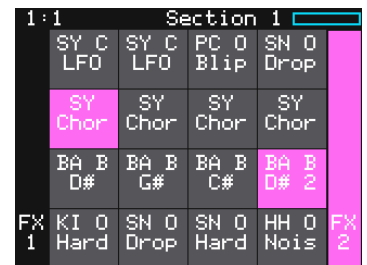 1:1 Section 1
SY C SY C PC O SN O
LFO LFO Blip Drop
SY SY SY SY
Chor Chor Chor Chor
BA B BA B BA B BA B
D# G# C# D# 2
FX KI O SN O SN O HH O FX
1 Hard Drop Hard Nois 2